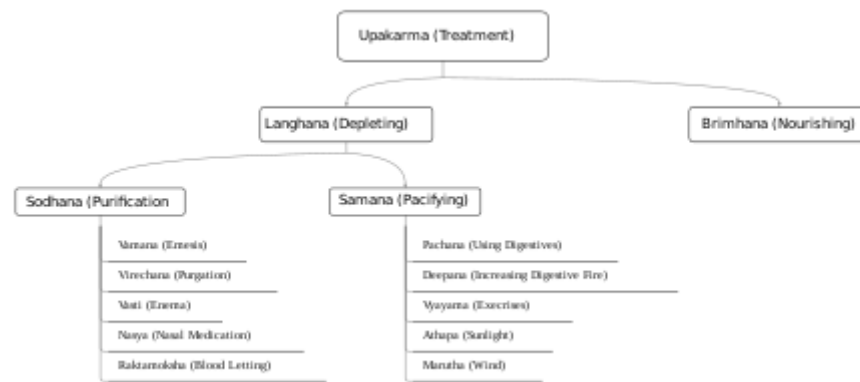 Upakarma (Treatment)
Langhana (Depleting)
Brimhana (Nourishing)
Sodhana (Purification
Samana (Pacifying)
Vamana (Emesis)
Virechana (Purgation)
Vasti (Enema)
Nasya (Nasal Medication)
Raktamoksha (Blood Letting)
Pachana (Using Digestives)
Deepana (Increasing Digestive Fire)
Vyayama (Execrises)
Athapa (Sunlight)
Marutha (Wind)